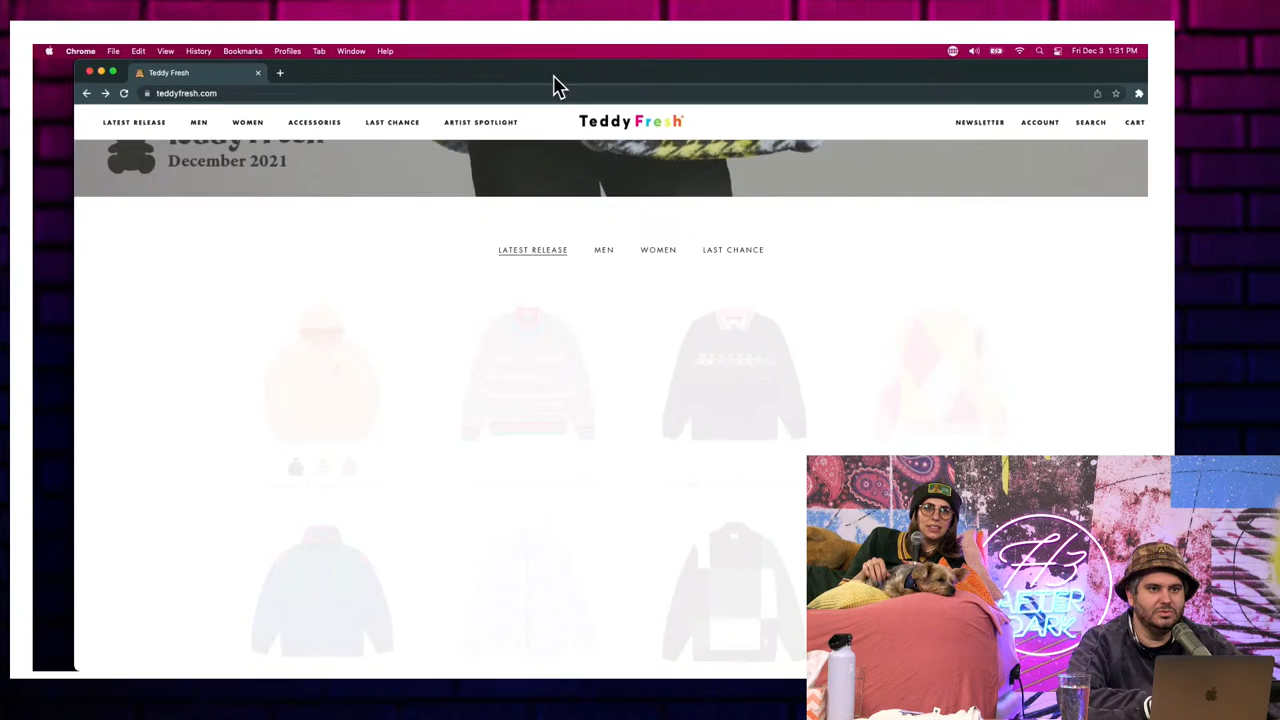 Chrome File Edit View History Bookmarks Profiles Tab Window Help Fri Dec 3 1:31 PM
Teddy Fresh
teddyfresh.com
LATEST RELEASE MEN WOMEN ACCESSORIES LAST CHANCE ARTIST SPOTLIGHT Teddy Fresh NEWSLETTER ACCOUNT SEARCH CART
Teddy Fresh
December 2021
LATEST RELEASE MEN WOMEN LAST CHANCE
H3
AFTER
DARK